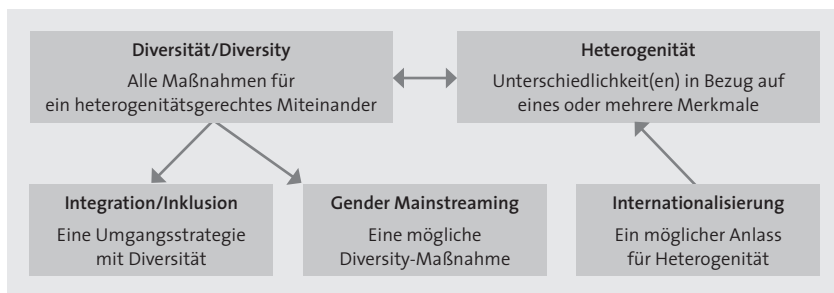 Diversität/Diversity
Alle Maßnahmen für
ein heterogenitätsgerechtes Miteinander
Heterogenität
Unterschiedlichkeit(en) in Bezug auf
eines oder mehrere Merkmale
Integration/Inklusion
Eine Umgangsstrategie
mit Diversität
Gender Mainstreaming
Eine mögliche
Diversity-Maßnahme
Internationalisierung
Ein möglicher Anlass
für Heterogenität